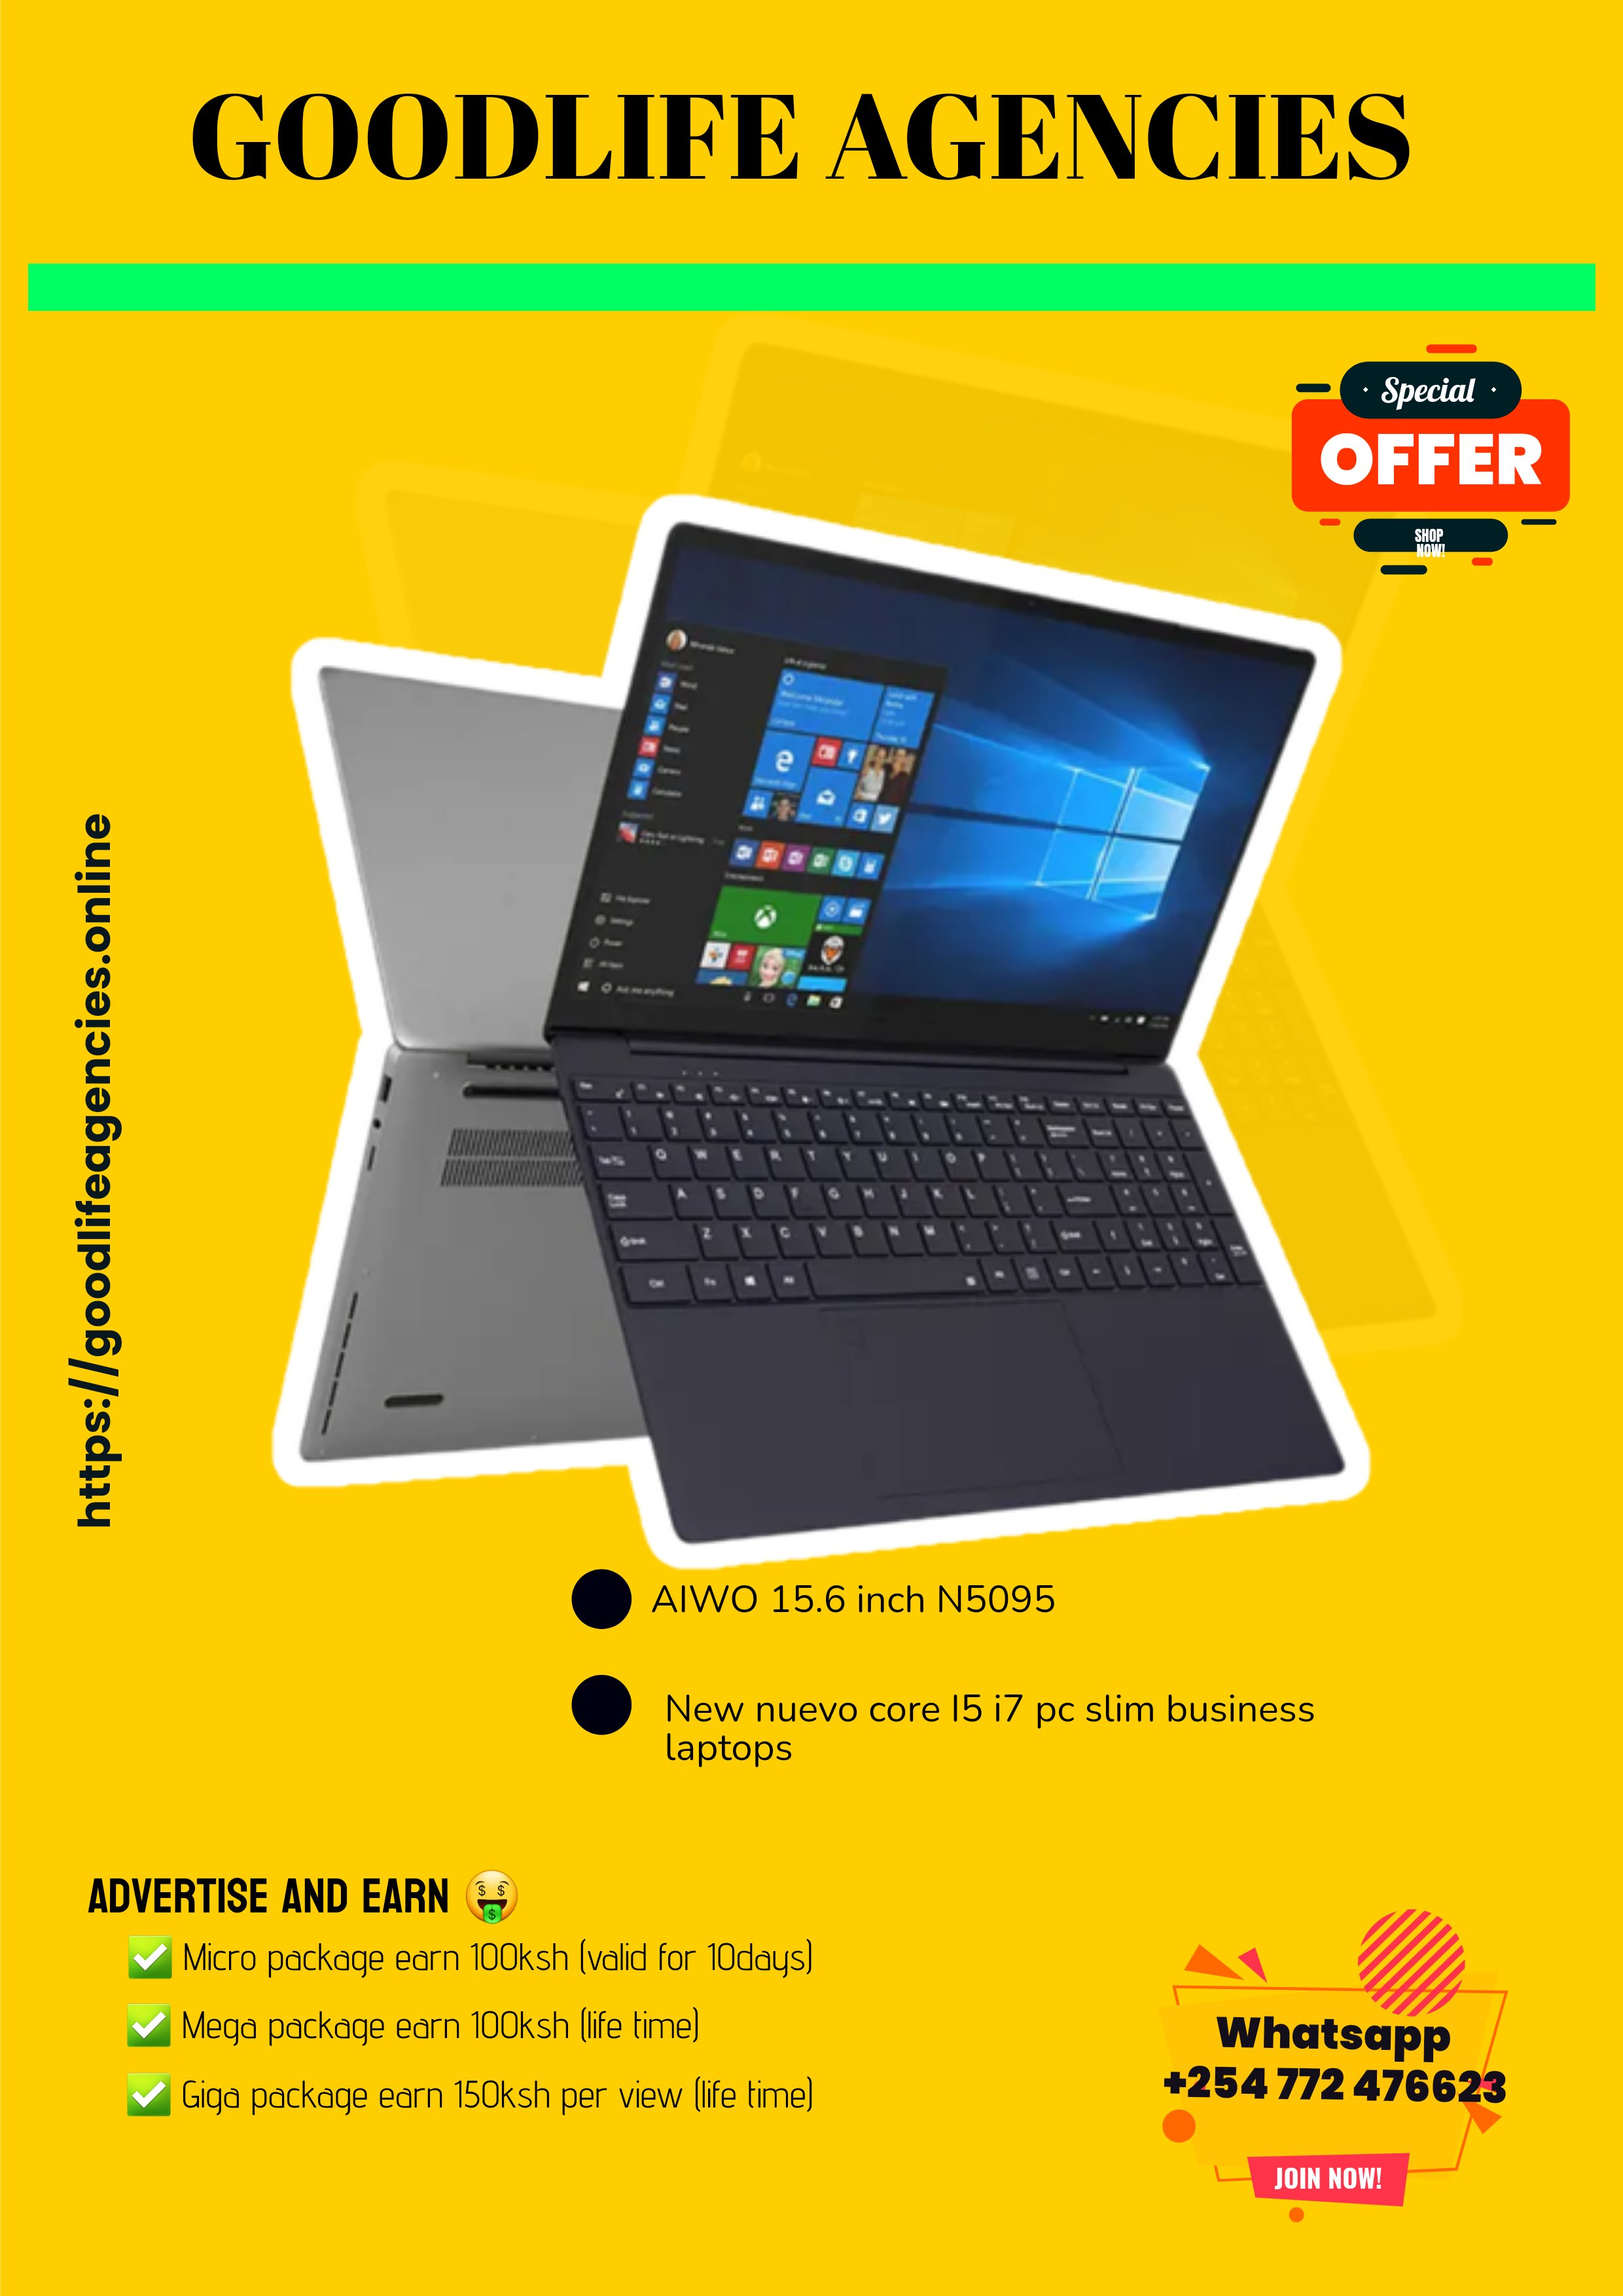 GOODLIFE AGENCIES
Special
OFFER
SHOP
NOW!
https://goodlifeagencies.online
AIWO 15.6 inch N5095
New nuevo core I5 i7 pc slim business
laptops
ADVERTISE AND EARN 🤑
✅ Micro package earn 100ksh (valid for 10days)
✅ Mega package earn 100ksh (life time)
✅ Giga package earn 150ksh per view (life time)
Whatsapp
+254 772 476623
JOIN NOW!